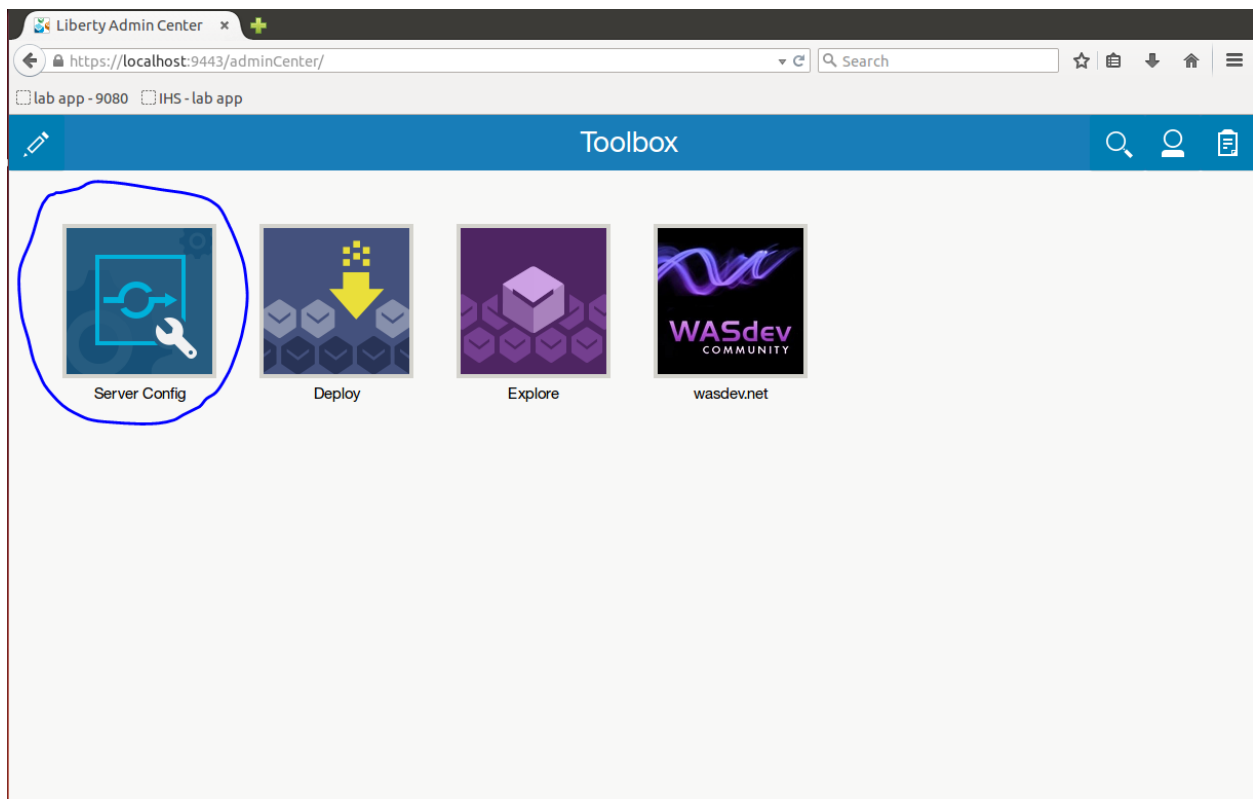 Liberty Admin Center
https://localhost:9443/adminCenter/
Search
lab app - 9080 IHS - lab app
Toolbox
WASdev
COMMUNITY
Server Config Deploy Explore wasdev.net